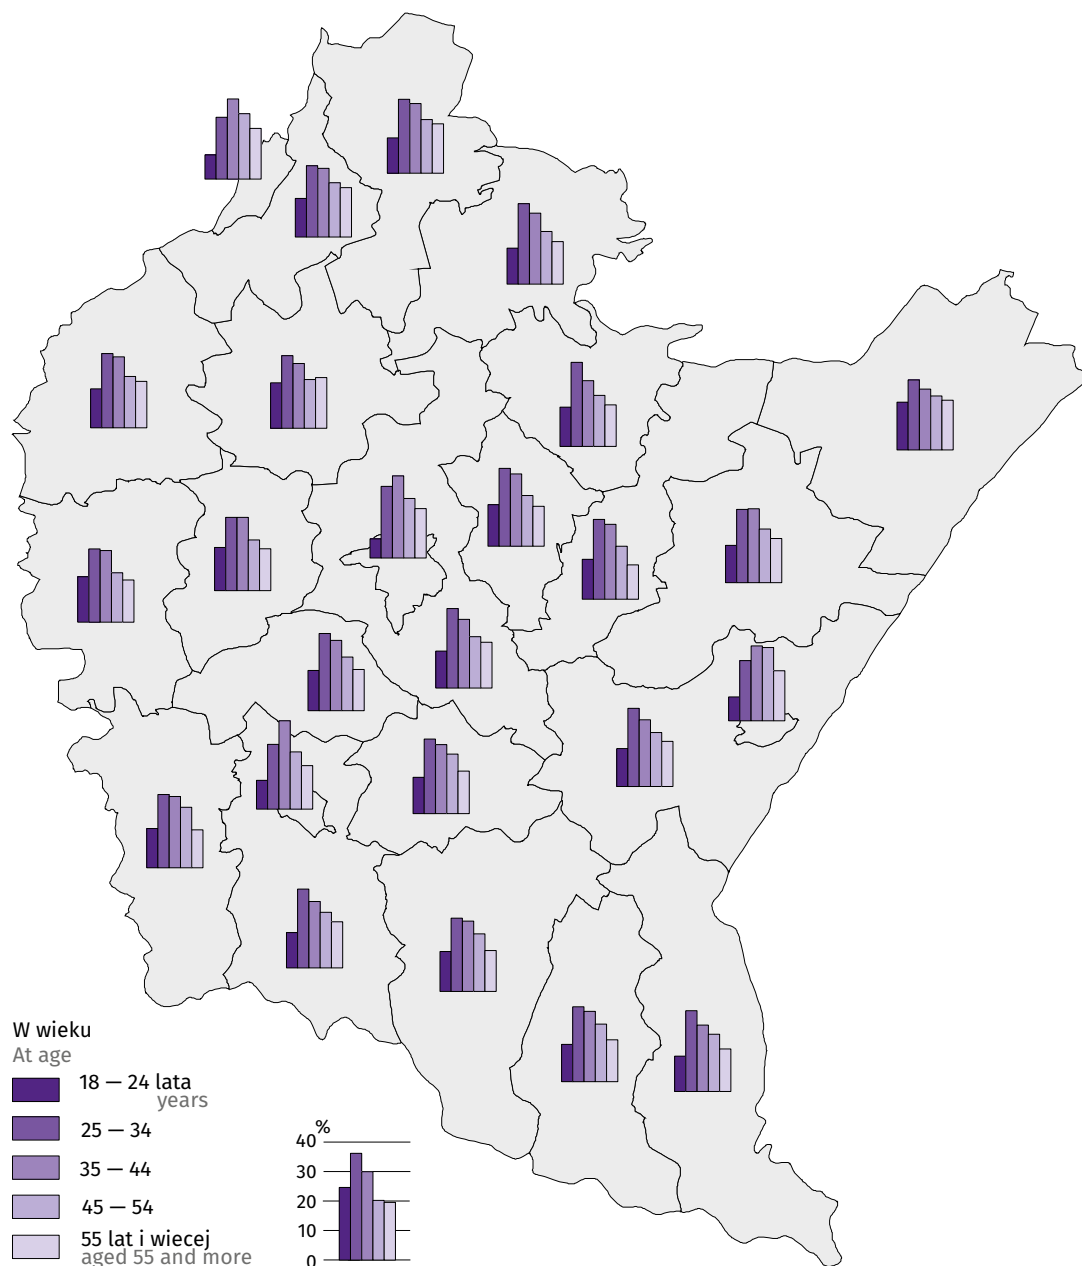 W wieku
At age
18 — 24 lata
years
25 — 34
35 — 44
45 — 54
55 lat i wiecej
aged 55 and more
%
40
30
20
10
0